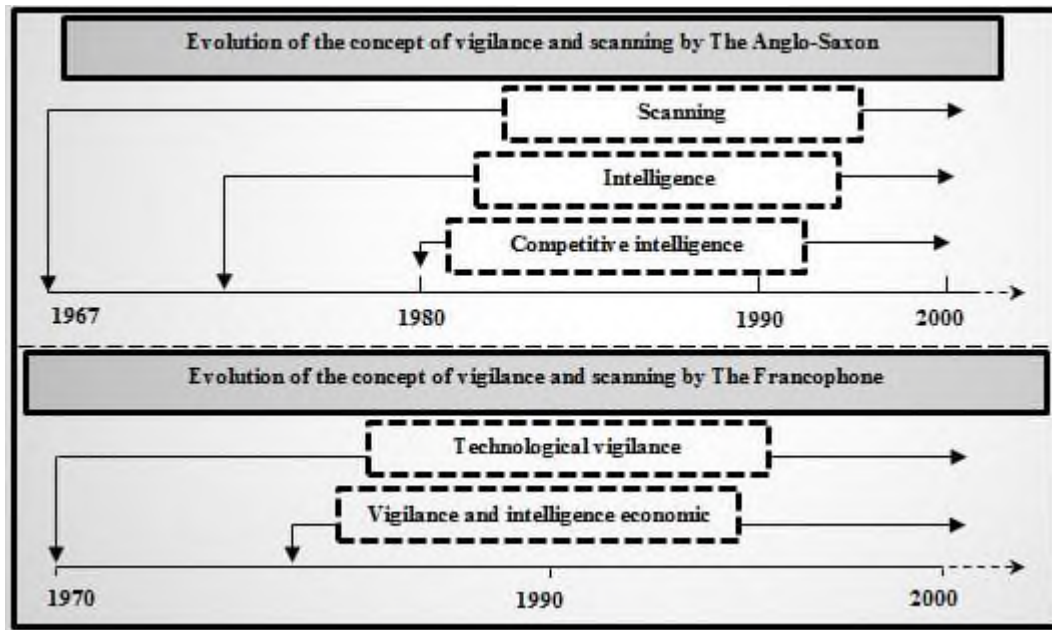 Evolution of the concept of vigilance and scanning by The Anglo-Saxon
Scanning
Intelligence
Competitive intelligence
1967 1980 1990 2000
Evolution of the concept of vigilance and scanning by The Francophone
Technological vigilance
Vigilance and intelligence economic
1970 1990 2000